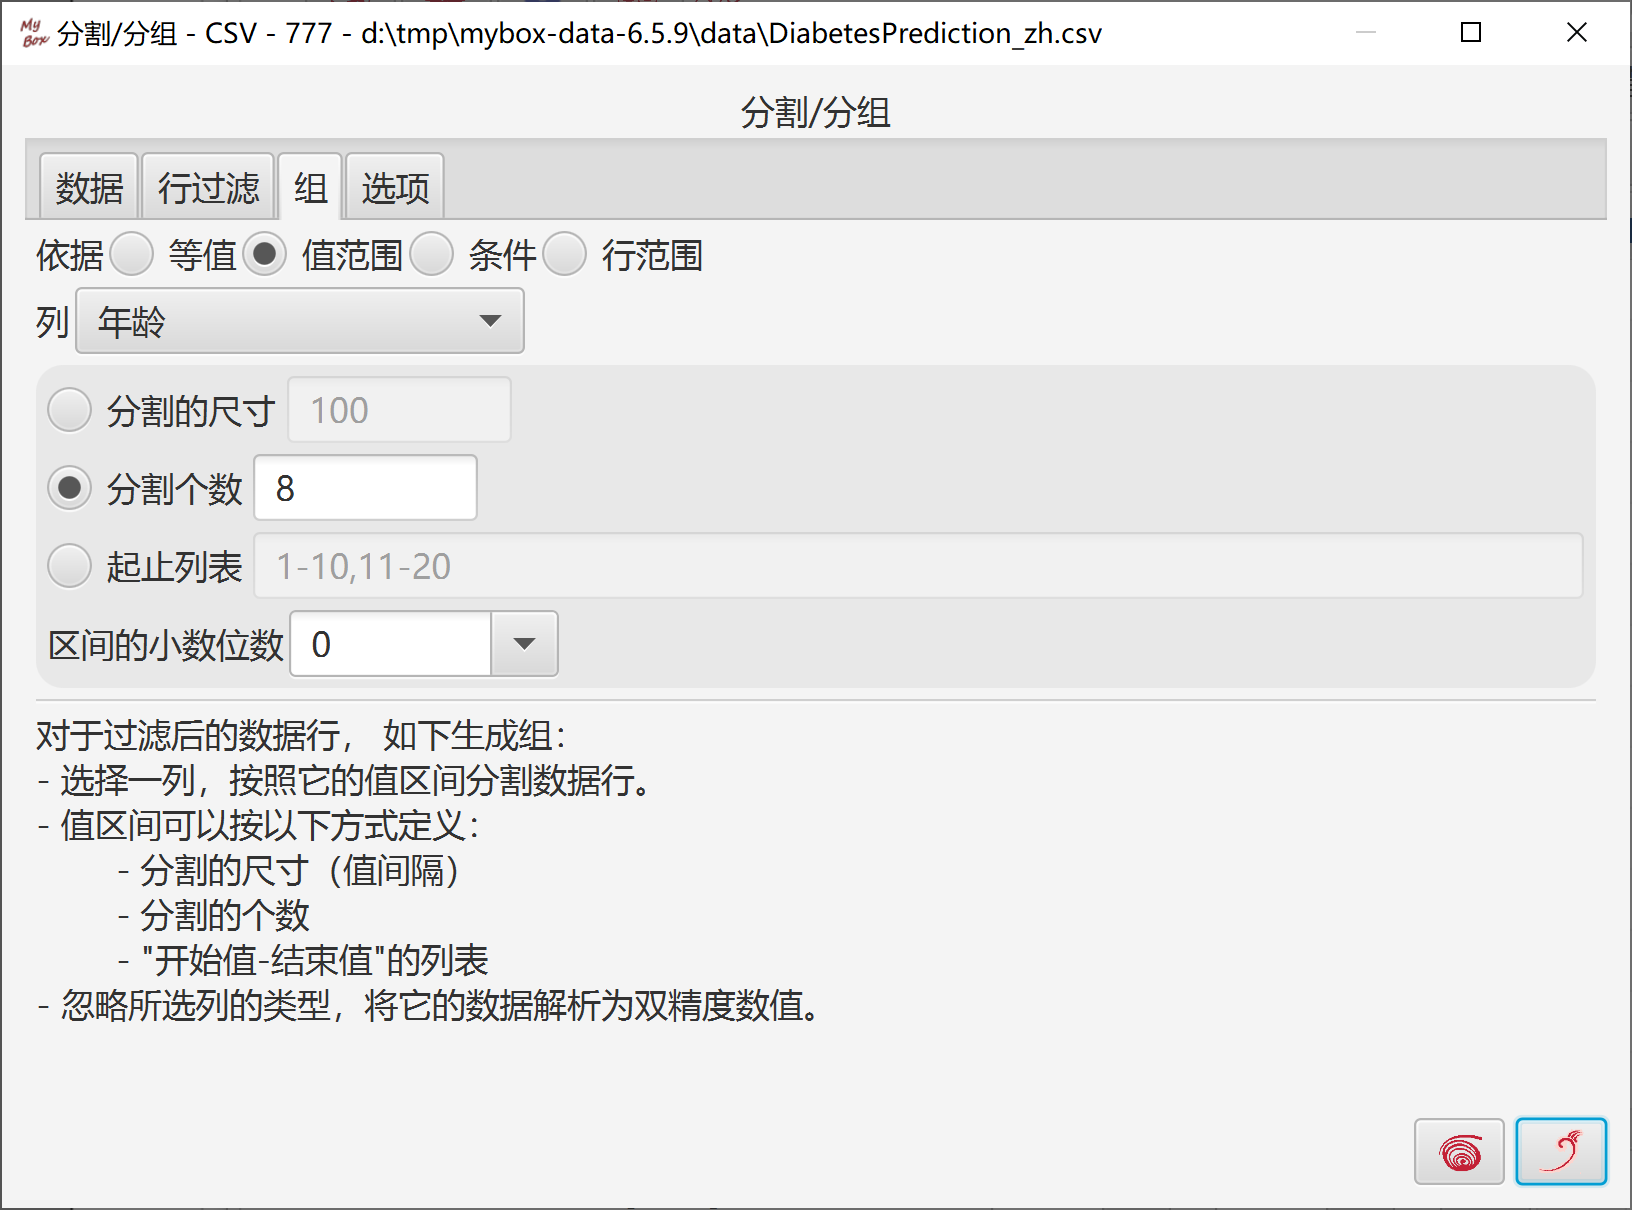 My Box 分割/分组 - CSV - 777 - d:\tmp\mybox-data-6.5.9\data\DiabetesPrediction_zh.csv
分割/分组
数据 行过滤 组 选项
依据 等值 值范围 条件 行范围
列 年龄
分割的尺寸 100
分割个数 8
起止列表 1-10,11-20
区间的小数位数 0
对于过滤后的数据行， 如下生成组：
- 选择一列，按照它的值区间分割数据行。
- 值区间可以按以下方式定义：
- 分割的尺寸（值间隔）
- 分割的个数
- "开始值-结束值"的列表
- 忽略所选列的类型，将它的数据解析为双精度数值。